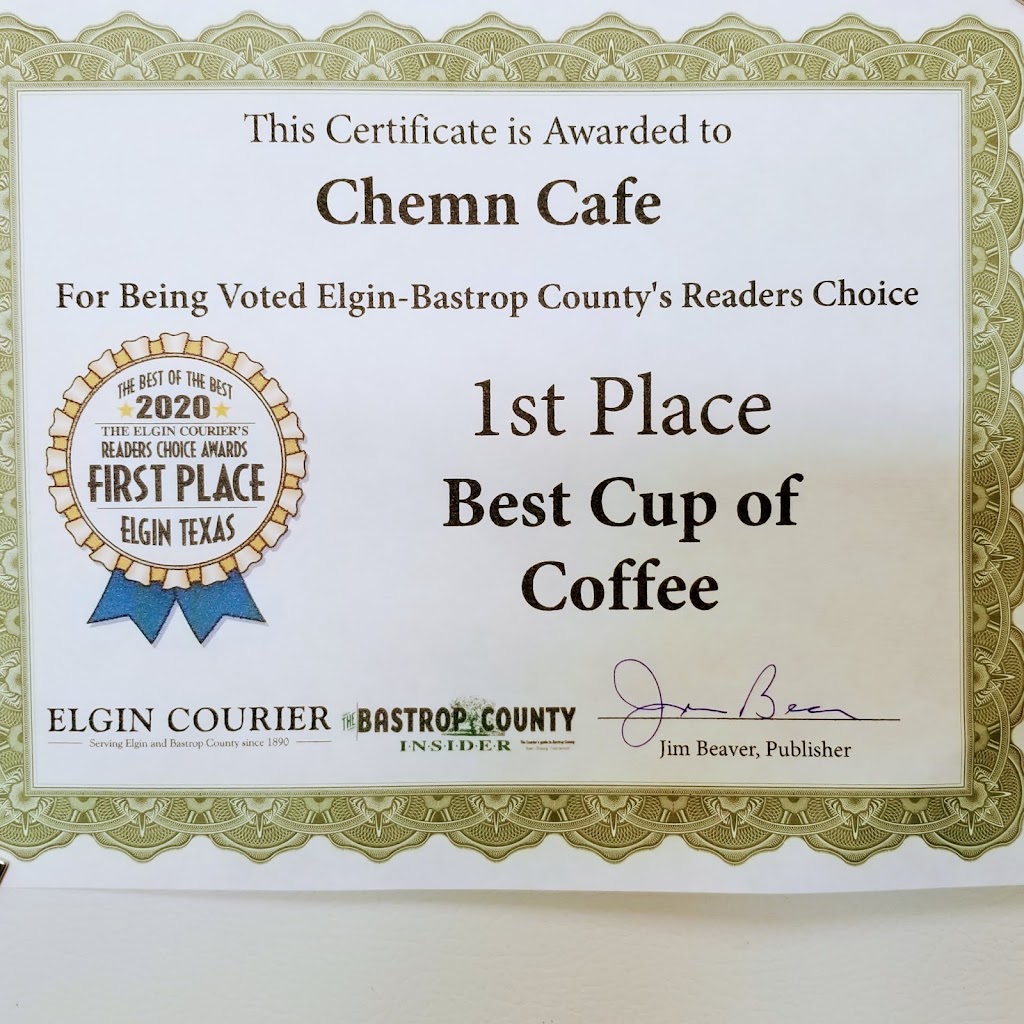 This Certificate is Awarded to
Chemn Cafe
For Being Voted Elgin-Bastrop County's Readers Choice
THE BEST OF THE BEST
2020
THE ELGIN COURIER'S
READERS CHOICE AWARDS
FIRST PLACE
ELGIN TEXAS
1st Place
Best Cup of
Coffee
ELGIN COURIER
Serving Elgin and Bastrop County since 1890
THE BASTROP COUNTY
INSIDER
Jim Beaver, Publisher